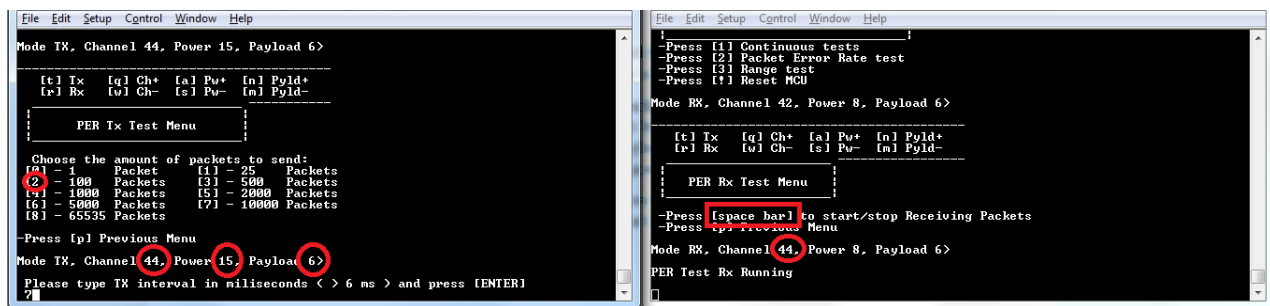 File Edit Setup Control Window Help
Mode TX, Channel 44, Power 15, Payload 6>
[t] Tx [q] Ch+ [a] Pw+ [n] Pyld+
[r] Rx [w] Ch- [s] Pw- [m] Pyld-
PER Tx Test Menu
Choose the amount of packets to send:
[0] - 1 Packet [1] - 25 Packets
[2 - 100 Packets [3] - 500 Packets
[4] - 1000 Packets [5] - 2000 Packets
[6] - 5000 Packets [7] - 10000 Packets
[8] - 65535 Packets
-Press [p] Previous Menu
Mode TX, Channel 44, Power 15, Payload 6>
Please type TX interval in miliseconds ( > 6 ms ) and press [ENTER]
7
File Edit Setup Control Window Help
-Press [1] Continuous tests
-Press [2] Packet Error Rate test
-Press [3] Range test
-Press [!] Reset MCU
Mode RX, Channel 42, Power 8, Payload 6>
[t] Tx [q] Ch+ [a] Pw+ [n] Pyld+
[r] Rx [w] Ch- [s] Pw- [m] Pyld-
PER Rx Test Menu
-Press [space bar] to start/stop Receiving Packets
-Press [p] Previous Menu
Mode RX, Channel 44, Power 8, Payload 6>
PER Test Rx Running